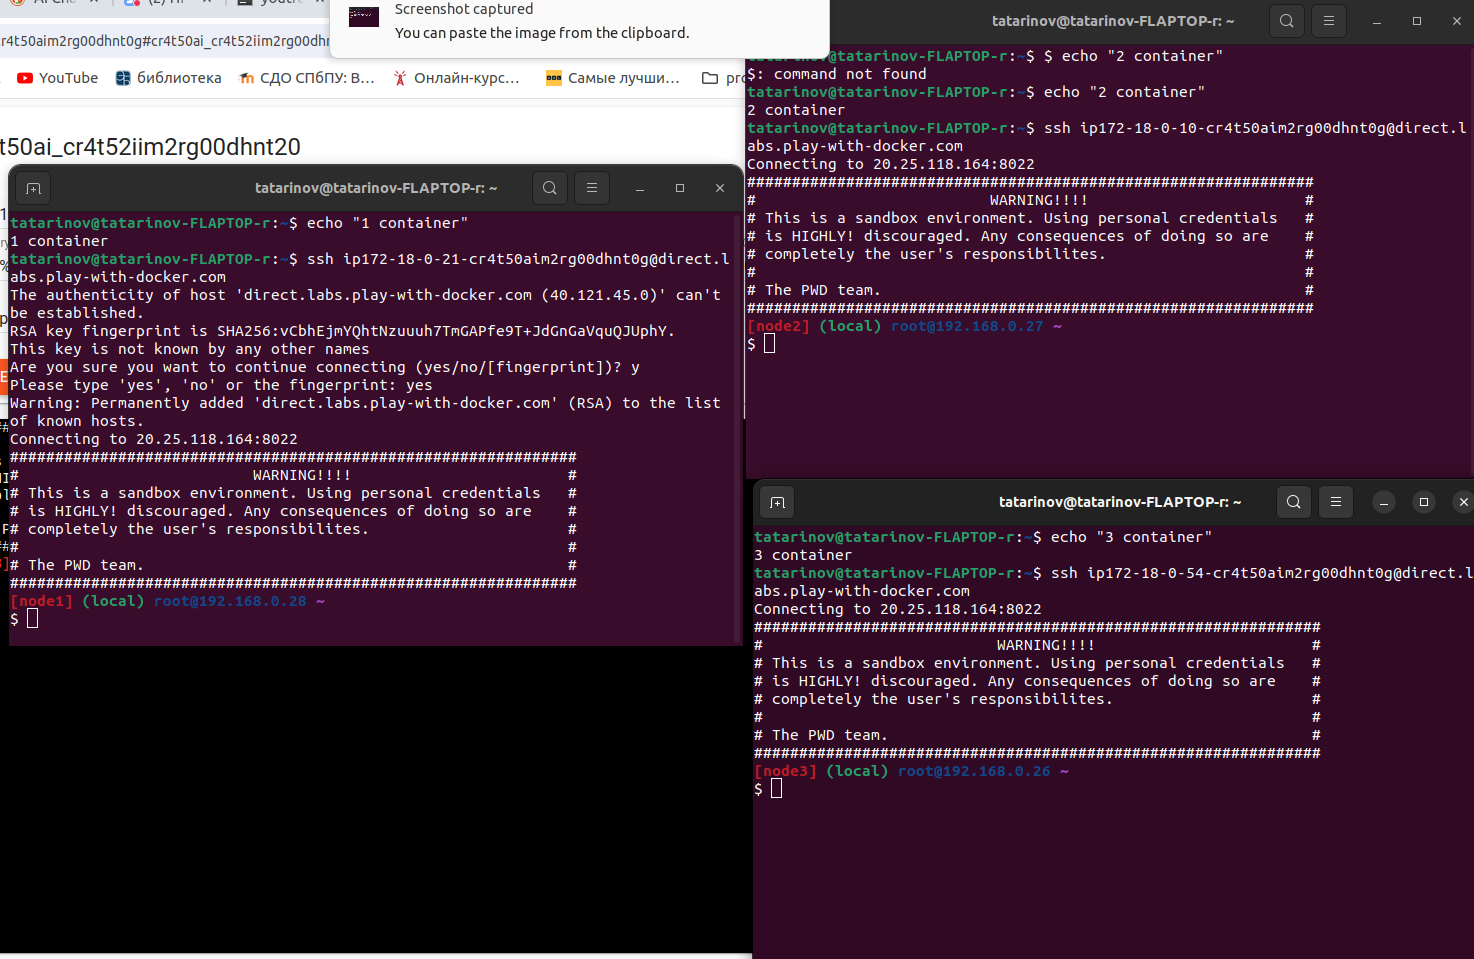 Screenshot captured
You can paste the image from the clipboard.
r4t50aim2rg00dhnt0g#cr4t50ai_cr4t52iim2rg00dh
YouTube
библиотека
СДО СПбПУ: В...
Онлайн-курс...
Самые лучши...
t50ai_cr4t52iim2rg00dhnt20
tatarinov@tatarinov-FLAPTOP-r: ~
tatarinov@tatarinov-FLAPTOP-r:~$ echo "1 container"
1 container
tatarinov@tatarinov-FLAPTOP-r:~$ ssh ip172-18-0-21-cr4t50aim2rg00dhnt0g@direct.l
abs.play-with-docker.com
The authenticity of host 'direct.labs.play-with-docker.com (40.121.45.0)' can't
be established.
RSA key fingerprint is SHA256:vCbhEjmYQhtNzuuuh7TmGAPfe9T+JdGnGaVquQJUphY.
This key is not known by any other names
Are you sure you want to continue connecting (yes/no/[fingerprint])? y
Please type 'yes', 'no' or the fingerprint: yes
Warning: Permanently added 'direct.labs.play-with-docker.com' (RSA) to the list
of known hosts.
Connecting to 20.25.118.164:8022
###############################################################
#                          WARNING!!!!                        #
# This is a sandbox environment. Using personal credentials   #
# is HIGHLY! discouraged. Any consequences of doing so are    #
# completely the user's responsibilites.                      #
#                                                             #
# The PWD team.                                               #
###############################################################
[node1] (local) root@192.168.0.28 ~
$
tatarinov@tatarinov-FLAPTOP-r: ~
tatarinov@tatarinov-FLAPTOP-r:~$ $ echo "2 container"
$: command not found
tatarinov@tatarinov-FLAPTOP-r:~$ echo "2 container"
2 container
tatarinov@tatarinov-FLAPTOP-r:~$ ssh ip172-18-0-10-cr4t50aim2rg00dhnt0g@direct.l
abs.play-with-docker.com
Connecting to 20.25.118.164:8022
###############################################################
#                          WARNING!!!!                        #
# This is a sandbox environment. Using personal credentials   #
# is HIGHLY! discouraged. Any consequences of doing so are    #
# completely the user's responsibilites.                      #
#                                                             #
# The PWD team.                                               #
###############################################################
[node2] (local) root@192.168.0.27 ~
$
tatarinov@tatarinov-FLAPTOP-r: ~
tatarinov@tatarinov-FLAPTOP-r:~$ echo "3 container"
3 container
tatarinov@tatarinov-FLAPTOP-r:~$ ssh ip172-18-0-54-cr4t50aim2rg00dhnt0g@direct.l
abs.play-with-docker.com
Connecting to 20.25.118.164:8022
###############################################################
#                          WARNING!!!!                        #
# This is a sandbox environment. Using personal credentials   #
# is HIGHLY! discouraged. Any consequences of doing so are    #
# completely the user's responsibilites.                      #
#                                                             #
# The PWD team.                                               #
###############################################################
[node3] (local) root@192.168.0.26 ~
$